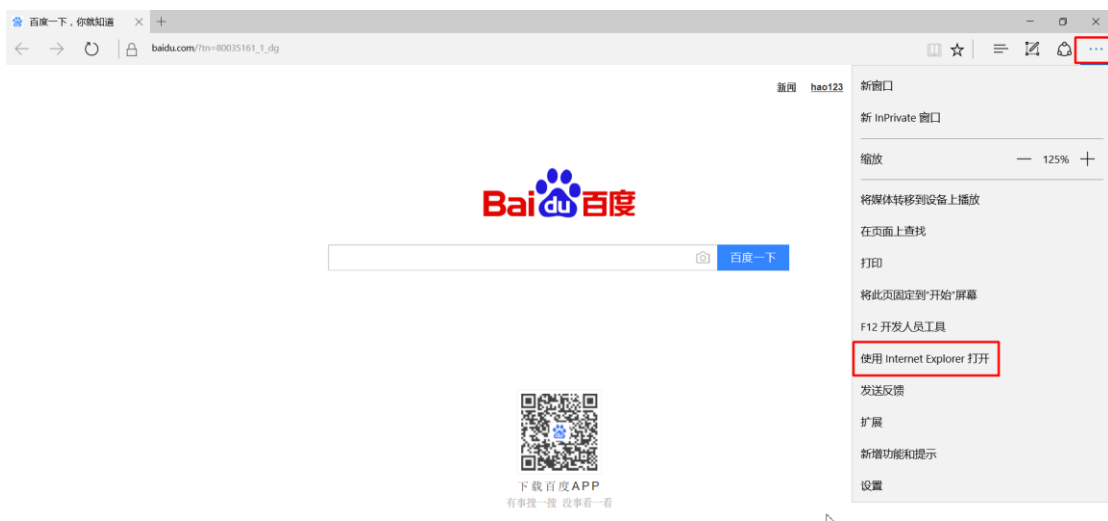 百度一下，你就知道
baidu.com/?tn=80035161_1_dg
新闻 hao123
Bai du 百度
百度一下
下载百度APP
有事搜一搜 没事看一看
新窗口
新 InPrivate 窗口
缩放 125%
将媒体转移到设备上播放
在页面上查找
打印
将此页固定到"开始"屏幕
F12 开发人员工具
使用 Internet Explorer 打开
发送反馈
扩展
新增功能和提示
设置